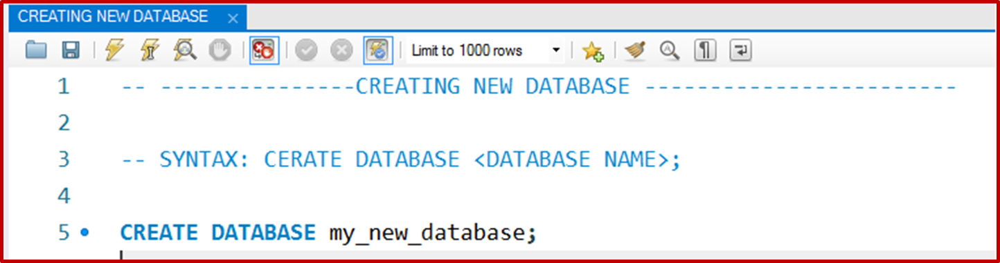 CREATING NEW DATABASE
Limit to 1000 rows
1 -- ---------------CREATING NEW DATABASE ------------------------
2
3 -- SYNTAX: CERATE DATABASE <DATABASE NAME>;
4
5 CREATE DATABASE my_new_database;